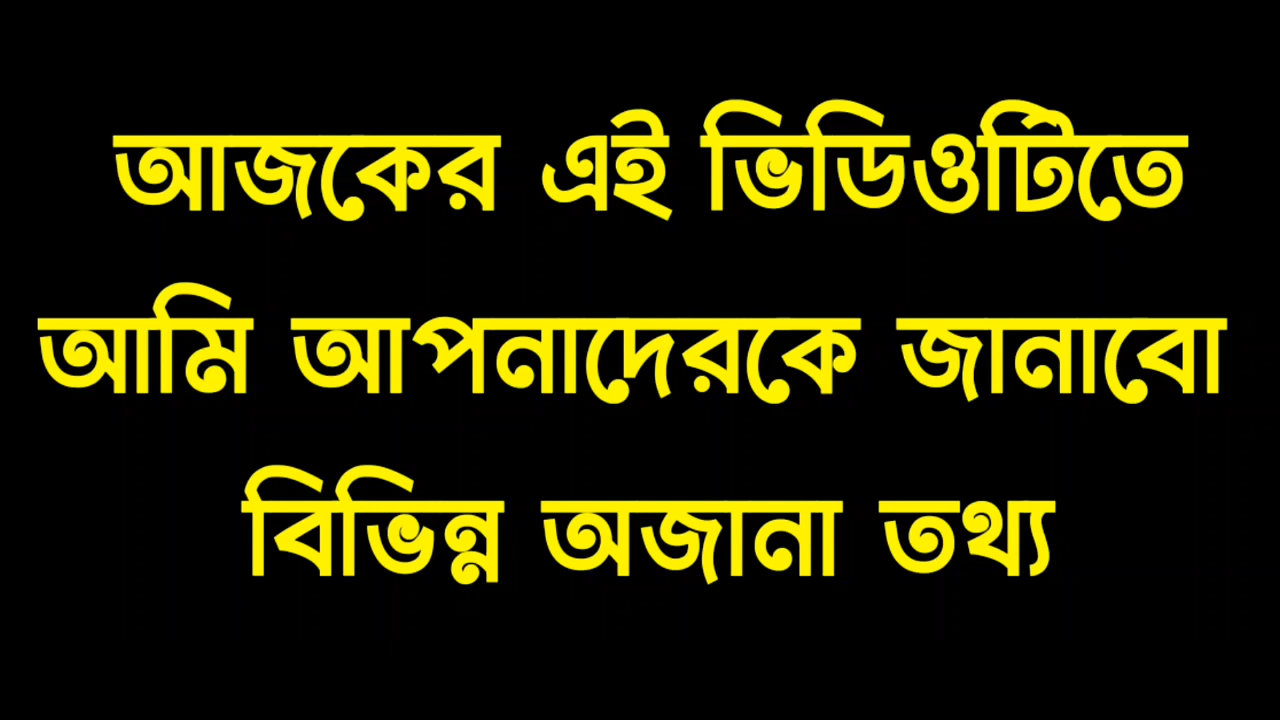 আজকের এই ভিডিওটিতে
আমি আপনাদেরকে জানাবো
বিভিন্ন অজানা তথ্য